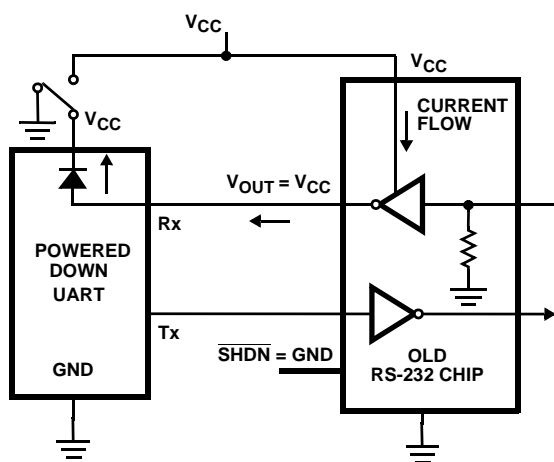 VCC
VCC
VCC
CURRENT
FLOW
VOUT = VCC
Rx
POWERED
DOWN
UART
Tx
SHDN = GND
GND
OLD
RS-232 CHIP